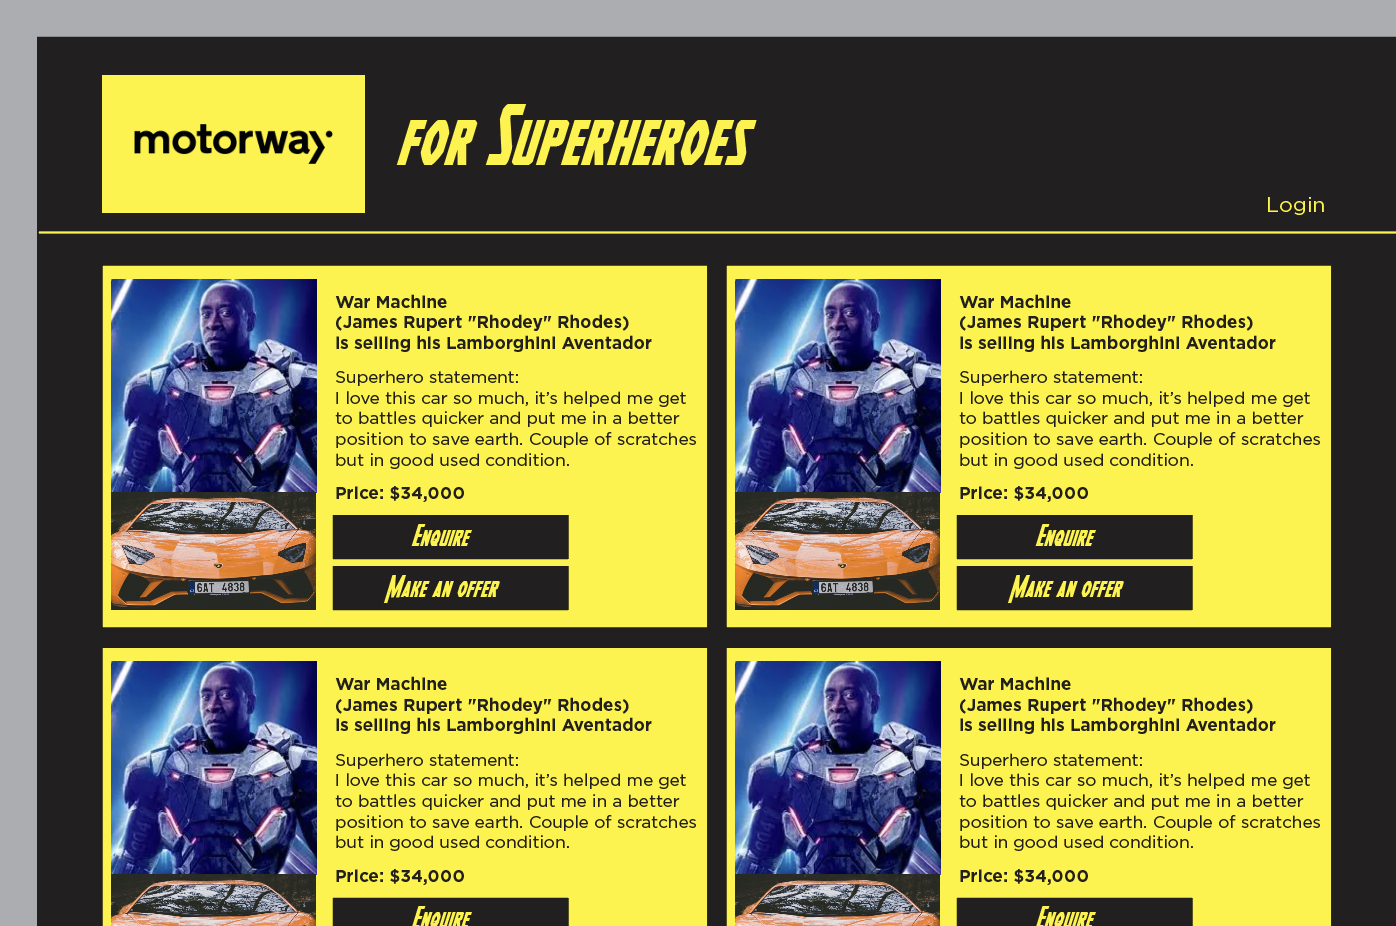 motorway
for Superheroes
Login
War Machine
(James Rupert "Rhodey" Rhodes)
is selling his Lamborghini Aventador
Superhero statement:
I love this car so much, it’s helped me get
to battles quicker and put me in a better
position to save earth. Couple of scratches
but in good used condition.
Price: $34,000
Enquire
Make an offer
6AT 4838
War Machine
(James Rupert "Rhodey" Rhodes)
is selling his Lamborghini Aventador
Superhero statement:
I love this car so much, it’s helped me get
to battles quicker and put me in a better
position to save earth. Couple of scratches
but in good used condition.
Price: $34,000
Enquire
Make an offer
6AT 4838
War Machine
(James Rupert "Rhodey" Rhodes)
is selling his Lamborghini Aventador
Superhero statement:
I love this car so much, it’s helped me get
to battles quicker and put me in a better
position to save earth. Couple of scratches
but in good used condition.
Price: $34,000
Enquire
War Machine
(James Rupert "Rhodey" Rhodes)
is selling his Lamborghini Aventador
Superhero statement:
I love this car so much, it’s helped me get
to battles quicker and put me in a better
position to save earth. Couple of scratches
but in good used condition.
Price: $34,000
Enquire